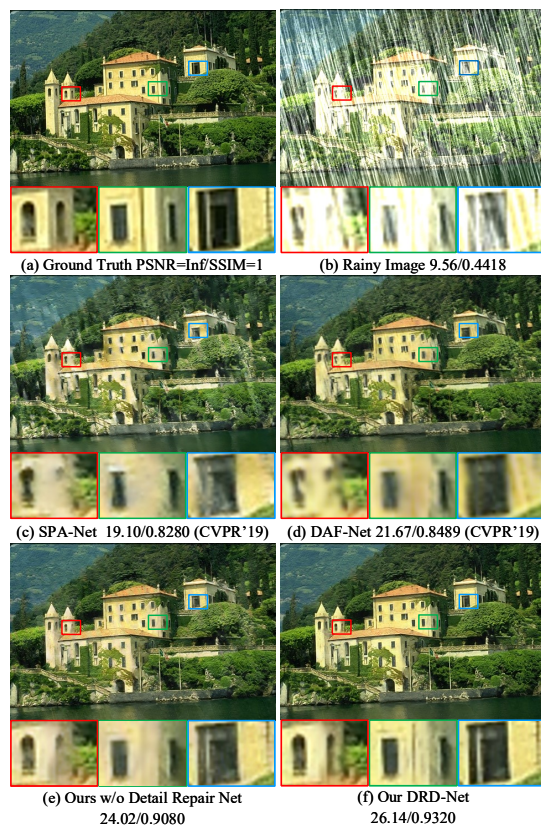 (a) Ground Truth PSNR=Inf/SSIM=1
(b) Rainy Image 9.56/0.4418
(c) SPA-Net 19.10/0.8280 (CVPR’19)
(d) DAF-Net 21.67/0.8489 (CVPR’19)
(e) Ours w/o Detail Repair Net
24.02/0.9080
(f) Our DRD-Net
26.14/0.9320